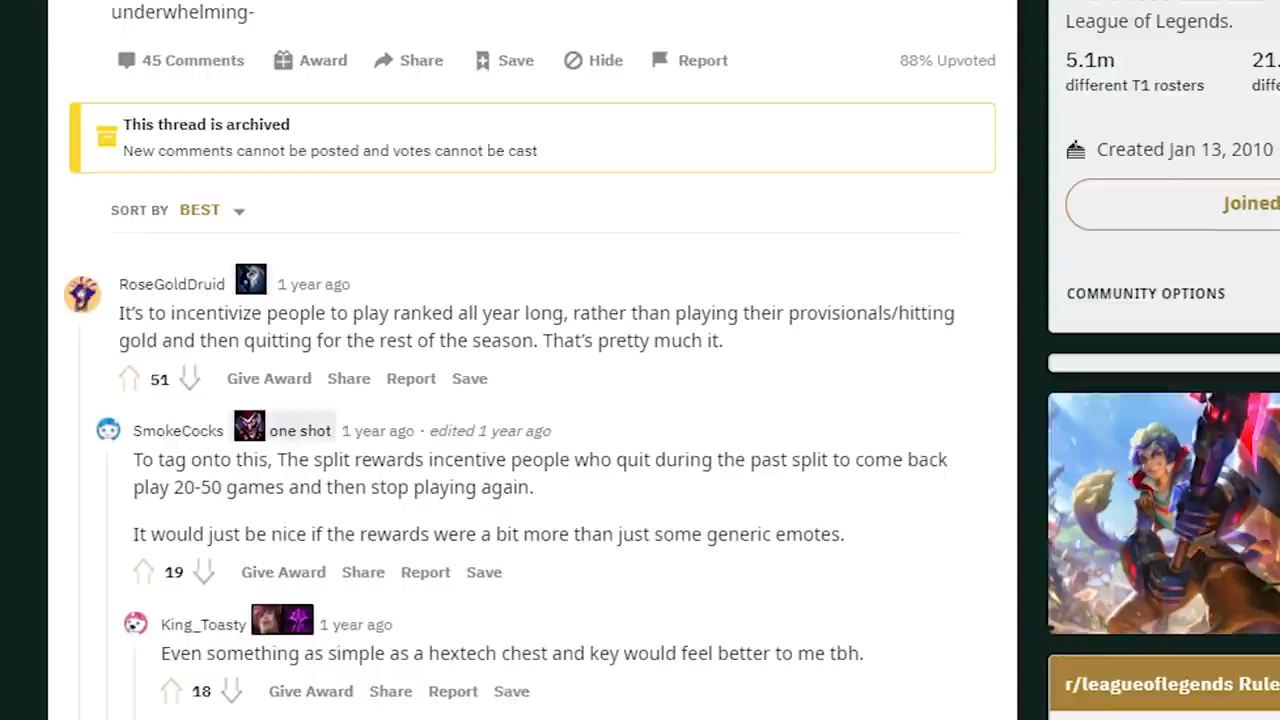 underwhelming-
45 Comments Award Share Save Hide Report 88% Upvoted
This thread is archived
New comments cannot be posted and votes cannot be cast
SORT BY BEST
RoseGoldDruid 1 year ago
It's to incentivize people to play ranked all year long, rather than playing their provisionals/hitting
gold and then quitting for the rest of the season. That's pretty much it.
51 Give Award Share Report Save
SmokeCocks one shot 1 year ago · edited 1 year ago
To tag onto this, The split rewards incentive people who quit during the past split to come back
play 20-50 games and then stop playing again.
It would just be nice if the rewards were a bit more than just some generic emotes.
19 Give Award Share Report Save
King_Toasty 1 year ago
Even something as simple as a hextech chest and key would feel better to me tbh.
18 Give Award Share Report Save
League of Legends.
5.1m 21.
different T1 rosters diffe
Created Jan 13, 2010
Joined
COMMUNITY OPTIONS
r/leagueoflegends Rule